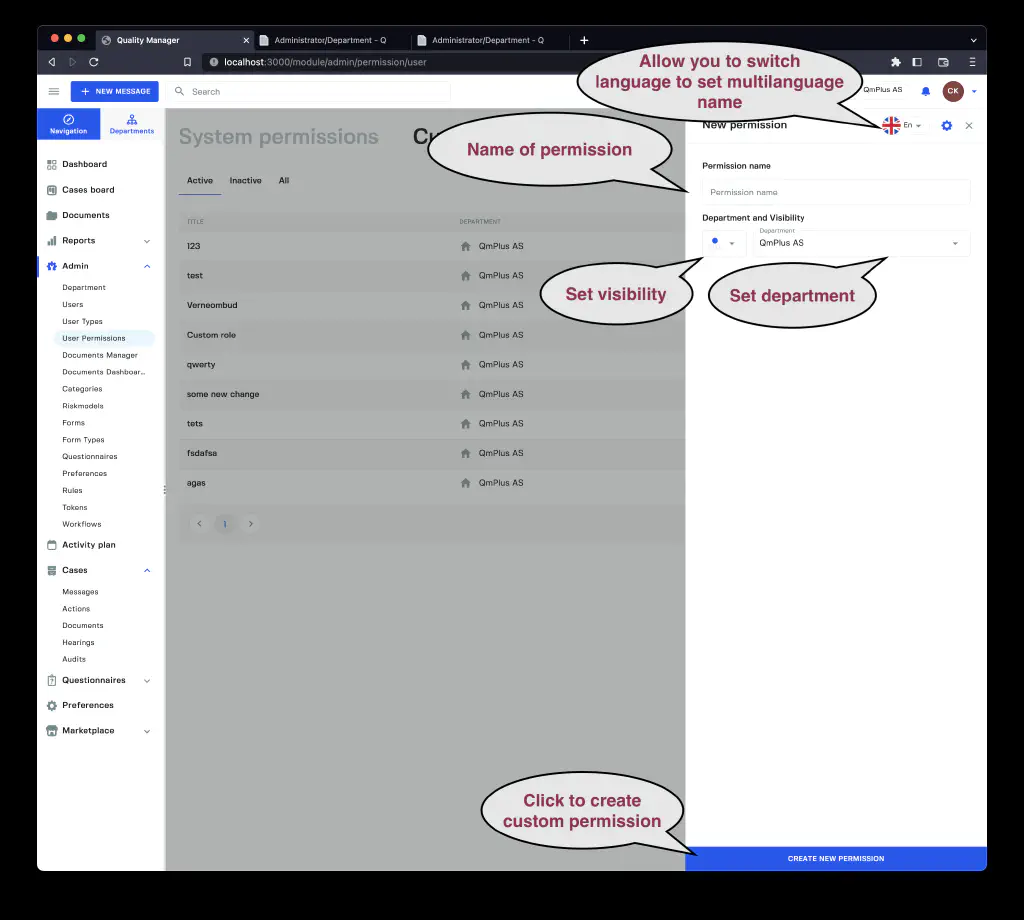 Quality Manager
Administrator/Department - Q
Administrator/Department - Q
localhost:3000/module/admin/permission/user
Allow you to switch
language to set multilanguage
name
NEW MESSAGE
Search
QmPlus AS
CK
Navigation
Departments
System permissions
New permission
En
Name of permission
Active
Inactive
All
Permission name
Permission name
Department and Visibility
Department
QmPlus AS
Set visibility
Set department
TITLE
DEPARTMENT
123
QmPlus AS
test
QmPlus AS
Verneombud
QmPlus AS
Custom role
QmPlus AS
qwerty
QmPlus AS
some new change
QmPlus AS
tets
QmPlus AS
fsdafsa
QmPlus AS
agas
QmPlus AS
1
Dashboard
Cases board
Documents
Reports
Admin
Department
Users
User Types
User Permissions
Documents Manager
Documents Dashboar...
Categories
Riskmodels
Forms
Form Types
Questionnaires
Preferences
Rules
Tokens
Workflows
Activity plan
Cases
Messages
Actions
Documents
Hearings
Audits
Questionnaires
Preferences
Marketplace
Click to create
custom permission
CREATE NEW PERMISSION